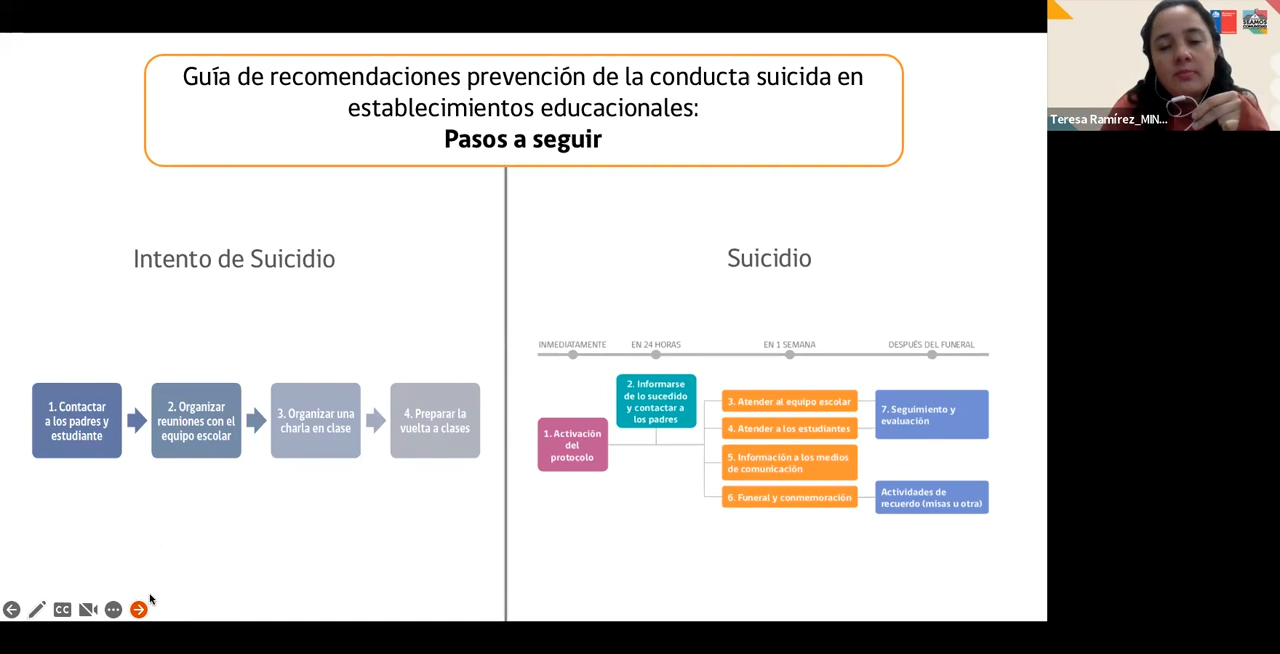 Guía de recomendaciones prevención de la conducta suicida en
establecimientos educacionales:
Pasos a seguir
Intento de Suicidio
1. Contactar
a los padres y
estudiante
2. Organizar
reuniones con el
equipo escolar
3. Organizar una
charla en clase
4. Preparar la
vuelta a clases
Suicidio
INMEDIATAMENTE
EN 24 HORAS
EN 1 SEMANA
DESPUÉS DEL FUNERAL
1. Activación
del
protocolo
2. Informarse
de lo sucedido
y contactar a
los padres
3. Atender al equipo escolar
4. Atender a los estudiantes
5. Información a los medios
de comunicación
6. Funeral y conmemoración
7. Seguimiento y
evaluación
Actividades de
recuerdo (misas u otra)
CC
SEAMOS
COMUNIDAD
Teresa Ramírez_MIN...